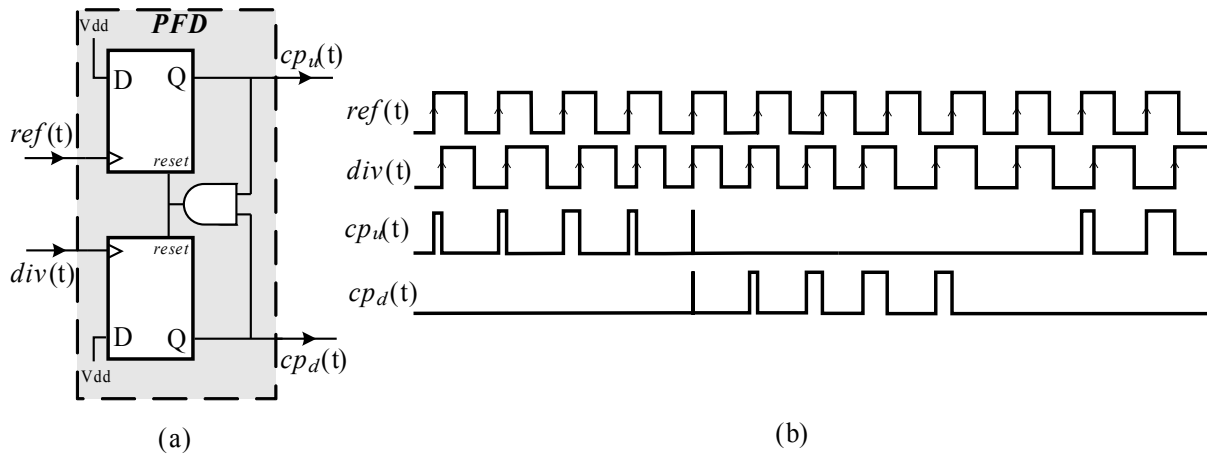 PFD
Vdd
D
Q
cpu(t)
ref(t)
reset
reset
div(t)
D
Q
Vdd
cpd(t)
(a)
ref(t)
div(t)
cpu(t)
cpd(t)
(b)